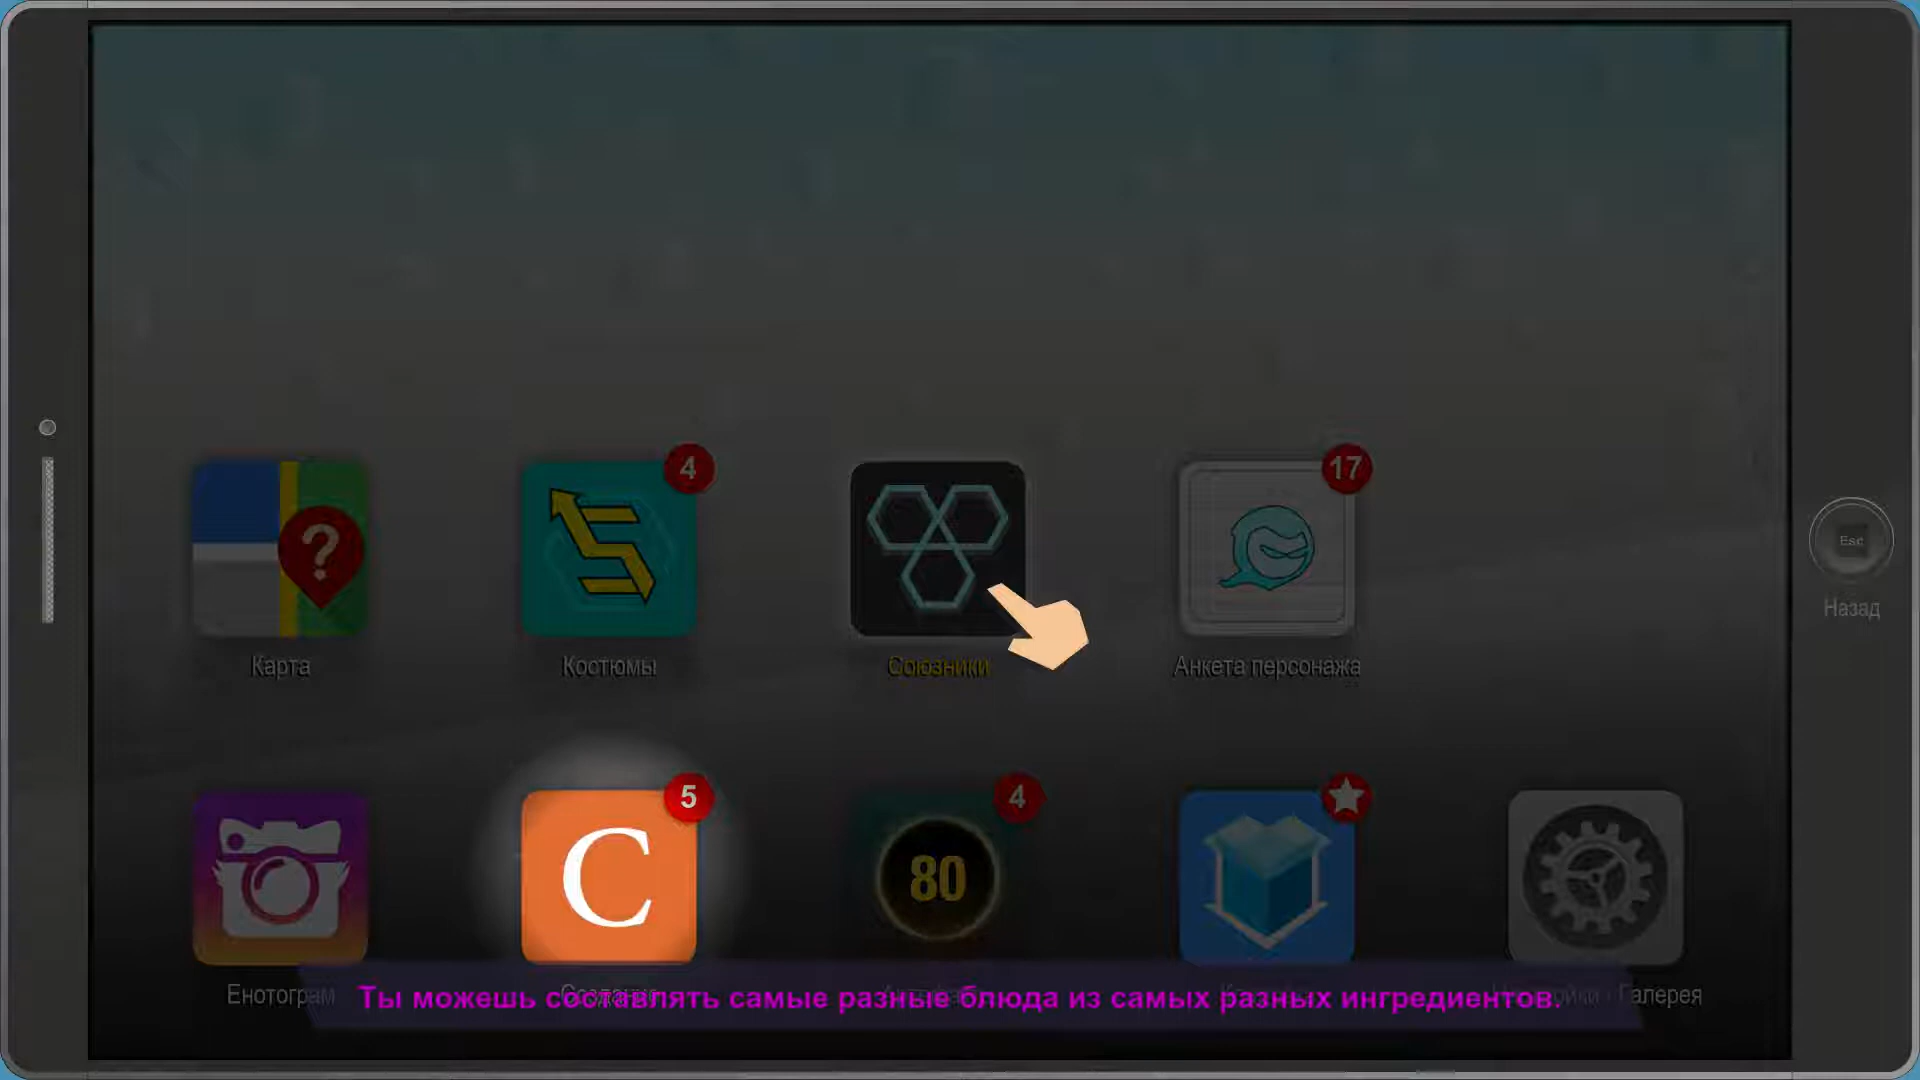 4
17
?
Esc
Карта
Костюмы
Союзники
Анкета персонажа
Назад
5
4
C
80
Енотограм
Ты можешь составлять самые разные блюда из самых разных ингредиентов.
Галерея